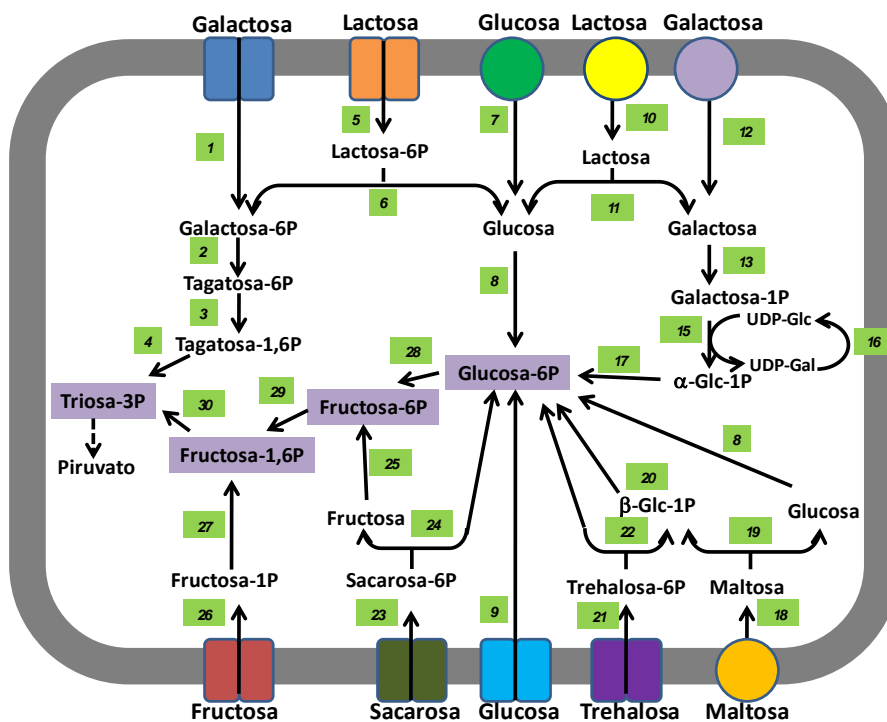 Galactosa
Lactosa
Glucosa
Lactosa
Galactosa
5
7
10
12
1
Lactosa-6P
Lactosa
6
11
Galactosa-6P
Glucosa
Galactosa
2
8
13
Tagatosa-6P
Galactosa-1P
3
15
UDP-Glc
4
Tagatosa-1,6P
28
17
16
UDP-Gal
Glucosa-6P
α-Glc-1P
29
Triosa-3P
30
Fructosa-6P
8
Fructosa-1,6P
Piruvato
25
20
β-Glc-1P
Fructosa
24
Glucosa
27
22
19
Fructosa-1P
Sacarosa-6P
Trehalosa-6P
Maltosa
26
23
9
21
18
Fructosa
Sacarosa
Glucosa
Trehalosa
Maltosa